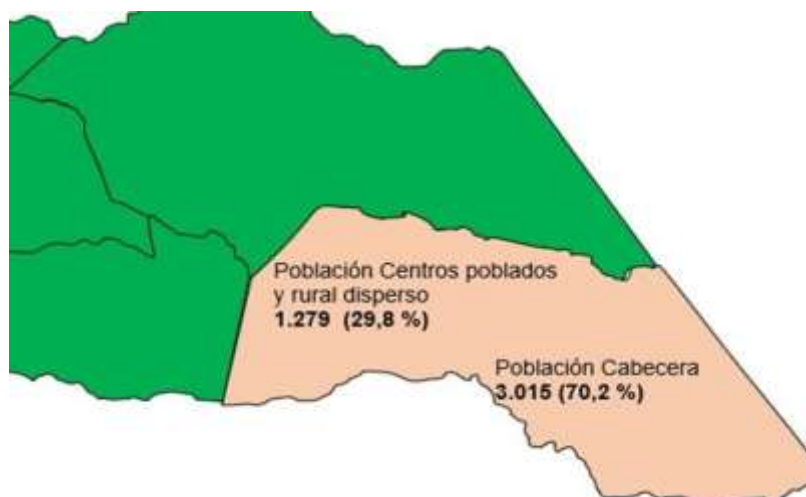 Población Centros poblados
y rural disperso
1.279 (29,8 %)
Población Cabecera
3.015 (70,2 %)